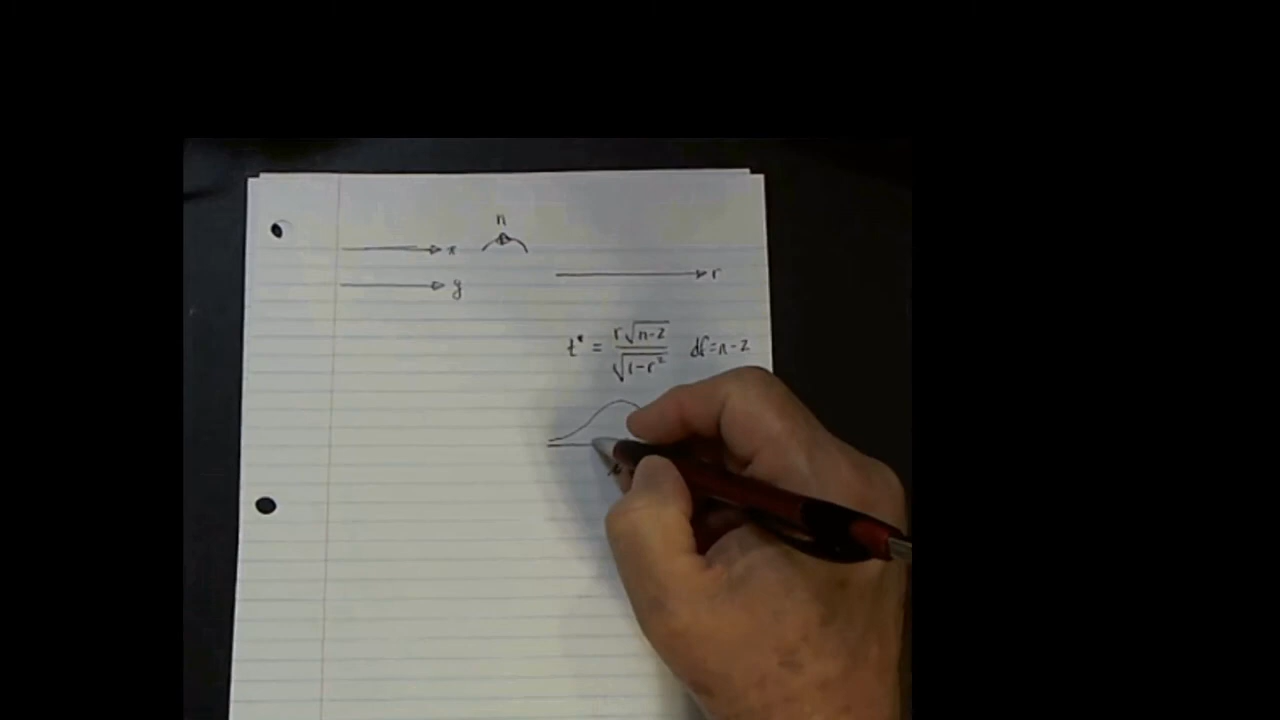 n
x
y
r
t* = r√n-2 / √1-r² df=n-2